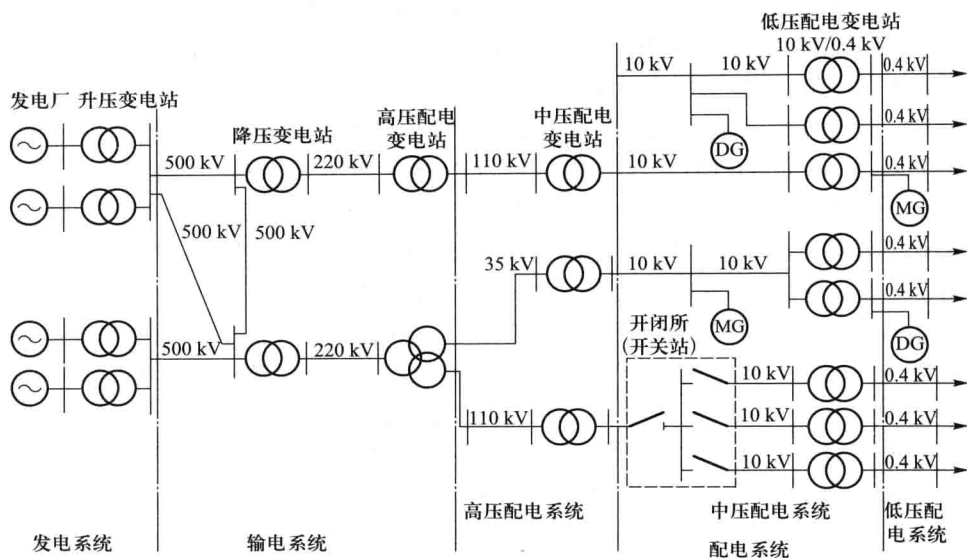 低压配电变电站
10 kV/0.4 kV
10 kV
10 kV
0.4 kV
发电厂
升压变电站
降压变电站
高压配电
变电站
中压配电
变电站
0.4 kV
DG
500 kV
220 kV
110 kV
10 kV
0.4 kV
MG
500 kV
500 kV
35 kV
10 kV
10 kV
0.4 kV
0.4 kV
MG
DG
开闭所
(开关站)
500 kV
220 kV
10 kV
0.4 kV
110 kV
10 kV
0.4 kV
10 kV
0.4 kV
发电系统
输电系统
高压配电系统
中压配电系统
低压配
电系统
配电系统